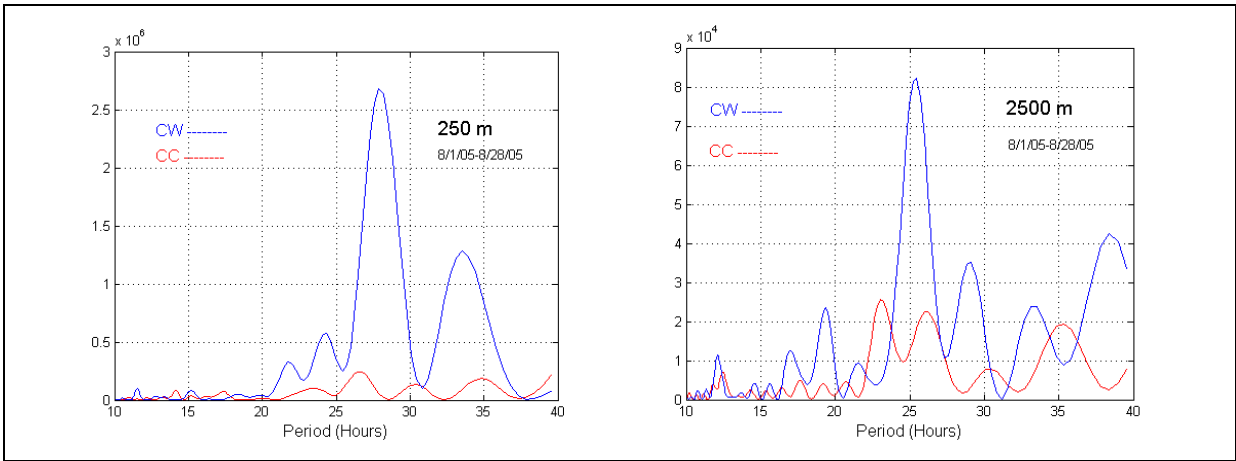 x 10^6
3
2.5
2
1.5
1
0.5
0
CW ---------
CC ---------
250 m
8/1/05-8/28/05
10 15 20 25 30 35 40
Period (Hours)
x 10^4
9
8
7
6
5
4
3
2
1
0
CW ---------
CC ---------
2500 m
8/1/05-8/28/05
10 15 20 25 30 35 40
Period (Hours)